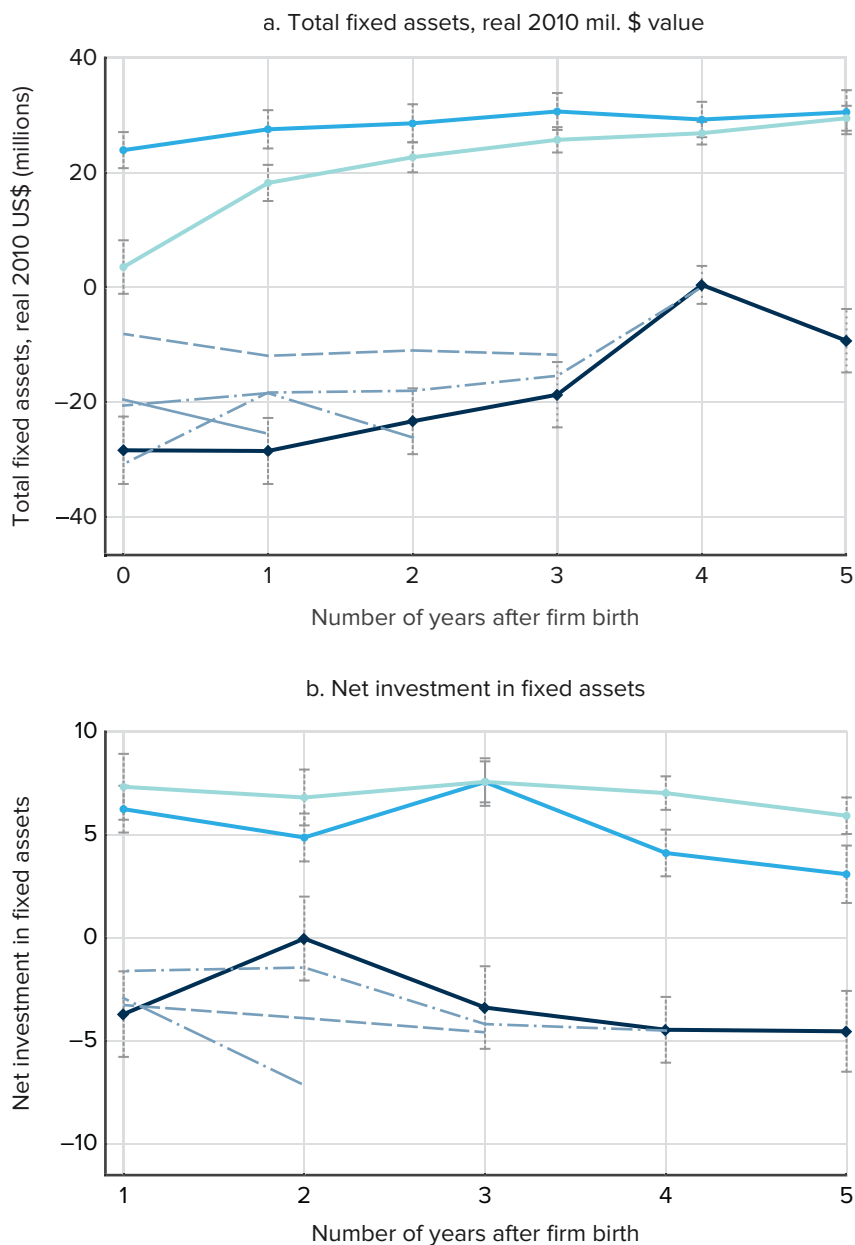 a. Total fixed assets, real 2010 mil. $ value
Total fixed assets, real 2010 US$ (millions)
40
20
0
–20
–40
0 1 2 3 4 5
Number of years after firm birth
b. Net investment in fixed assets
Net investment in fixed assets
10
5
0
–5
–10
1 2 3 4 5
Number of years after firm birth